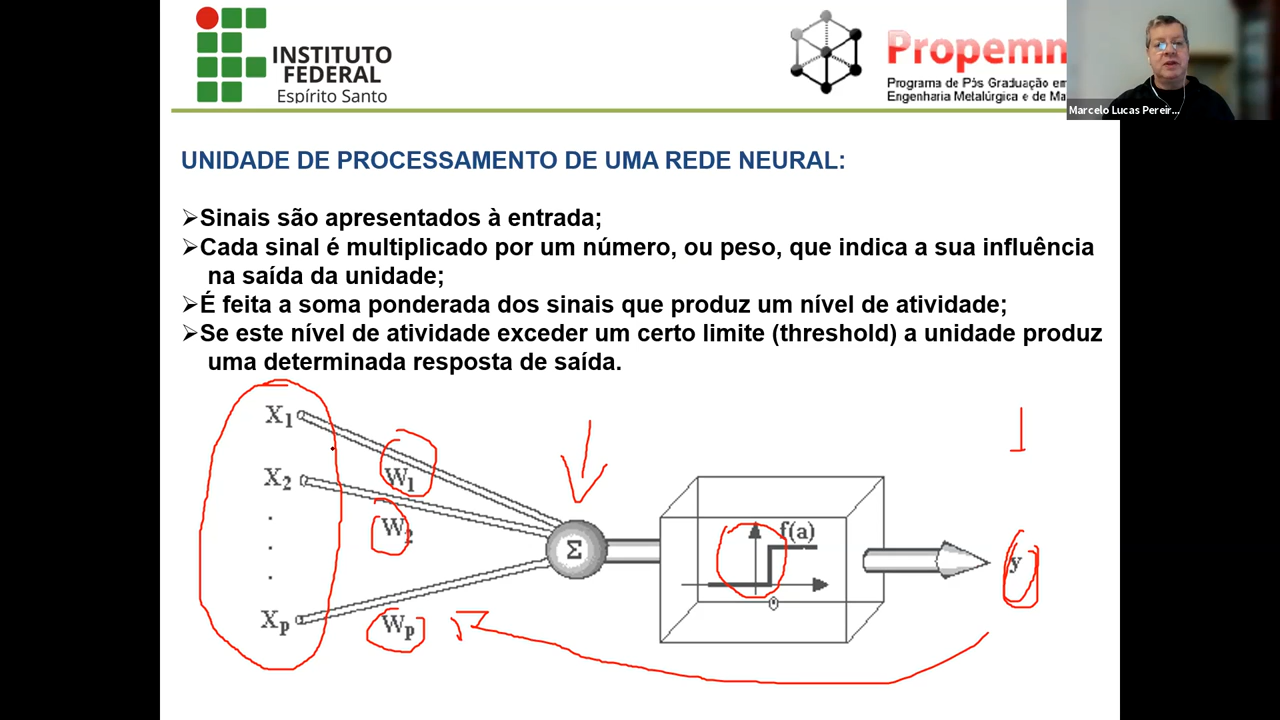 INSTITUTO
FEDERAL
Espírito Santo
Propemm
Programa de Pós Graduação em
Engenharia Metalúrgica e de Ma
Marcelo Lucas Pereir...
UNIDADE DE PROCESSAMENTO DE UMA REDE NEURAL:
➢Sinais são apresentados à entrada;
➢Cada sinal é multiplicado por um número, ou peso, que indica a sua influência
na saída da unidade;
➢É feita a soma ponderada dos sinais que produz um nível de atividade;
➢Se este nível de atividade exceder um certo limite (threshold) a unidade produz
uma determinada resposta de saída.
X1
W1
X2
W2
.
.
.
Σ
f(a)
y
Xp
Wp
θ
1